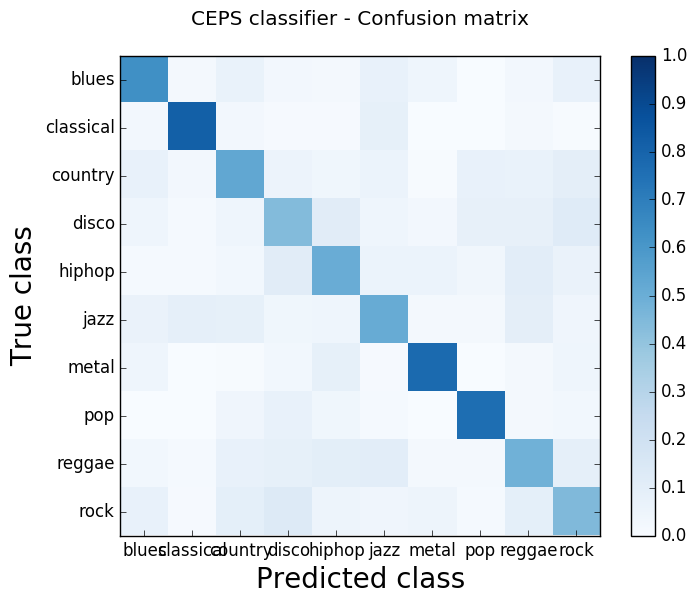 CEPS classifier - Confusion matrix
True class
blues
classical
country
disco
hiphop
jazz
metal
pop
reggae
rock
blues classical country disco hiphop jazz metal pop reggae rock
Predicted class
1.0
0.9
0.8
0.7
0.6
0.5
0.4
0.3
0.2
0.1
0.0